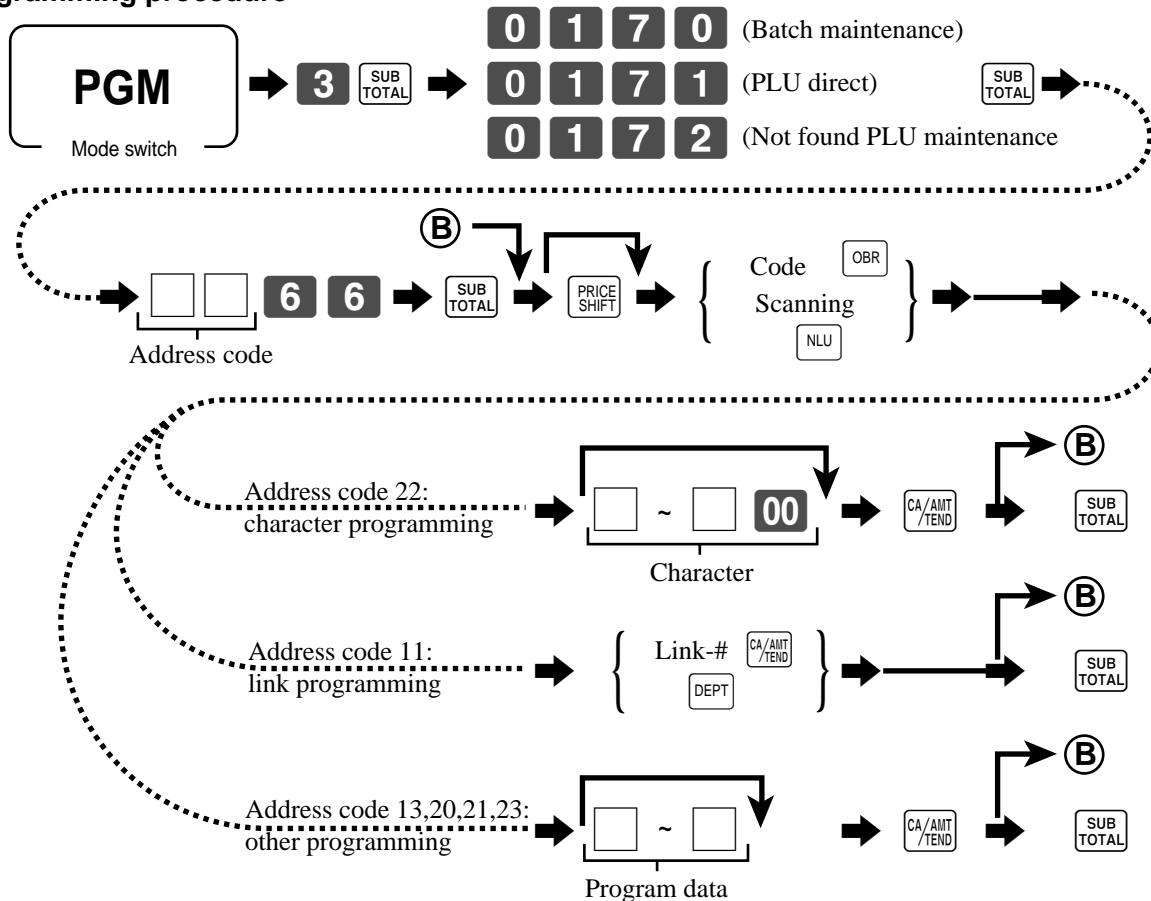 gramming procedure
PGM
Mode switch
3 SUB TOTAL
0 1 7 0 (Batch maintenance)
0 1 7 1 (PLU direct)
SUB TOTAL
0 1 7 2 (Not found PLU maintenance
B
6 6 SUB TOTAL
PRICE SHIFT
Code OBR
Scanning
NLU
Address code
Address code 22:
character programming
~ 00
Character
CA/AMT /TEND
B
SUB TOTAL
Address code 11:
link programming
Link-# CA/AMT /TEND
DEPT
B
SUB TOTAL
Address code 13,20,21,23:
other programming
~
Program data
CA/AMT /TEND
B
SUB TOTAL